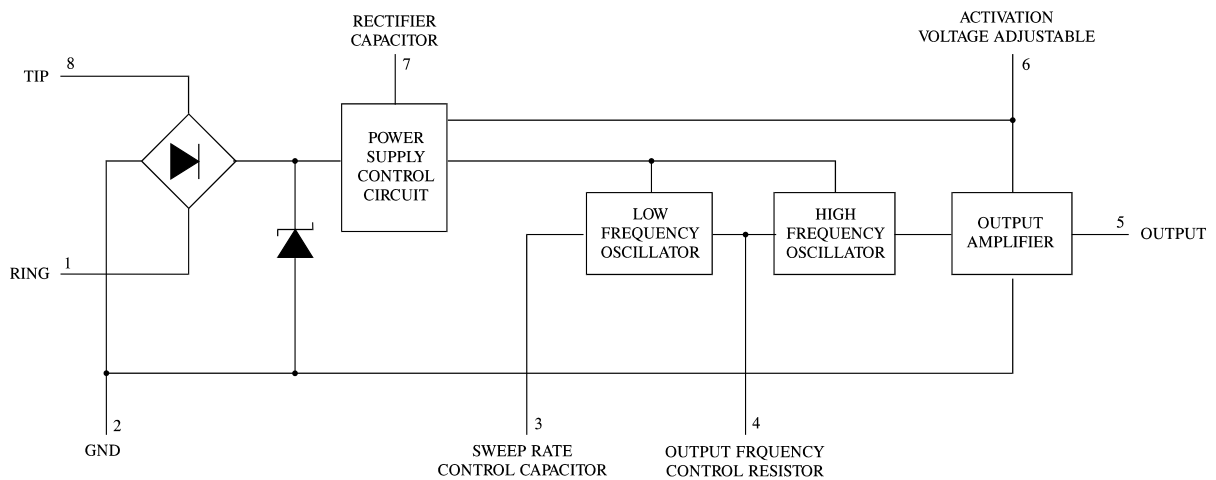 RECTIFIER
CAPACITOR
7
ACTIVATION
VOLTAGE ADJUSTABLE
6
TIP
8
POWER
SUPPLY
CONTROL
CIRCUIT
LOW
FREQUENCY
OSCILLATOR
HIGH
FREQUENCY
OSCILLATOR
OUTPUT
AMPLIFIER
5
OUTPUT
RING
1
2
GND
3
SWEEP RATE
CONTROL CAPACITOR
4
OUTPUT FRQUENCY
CONTROL RESISTOR